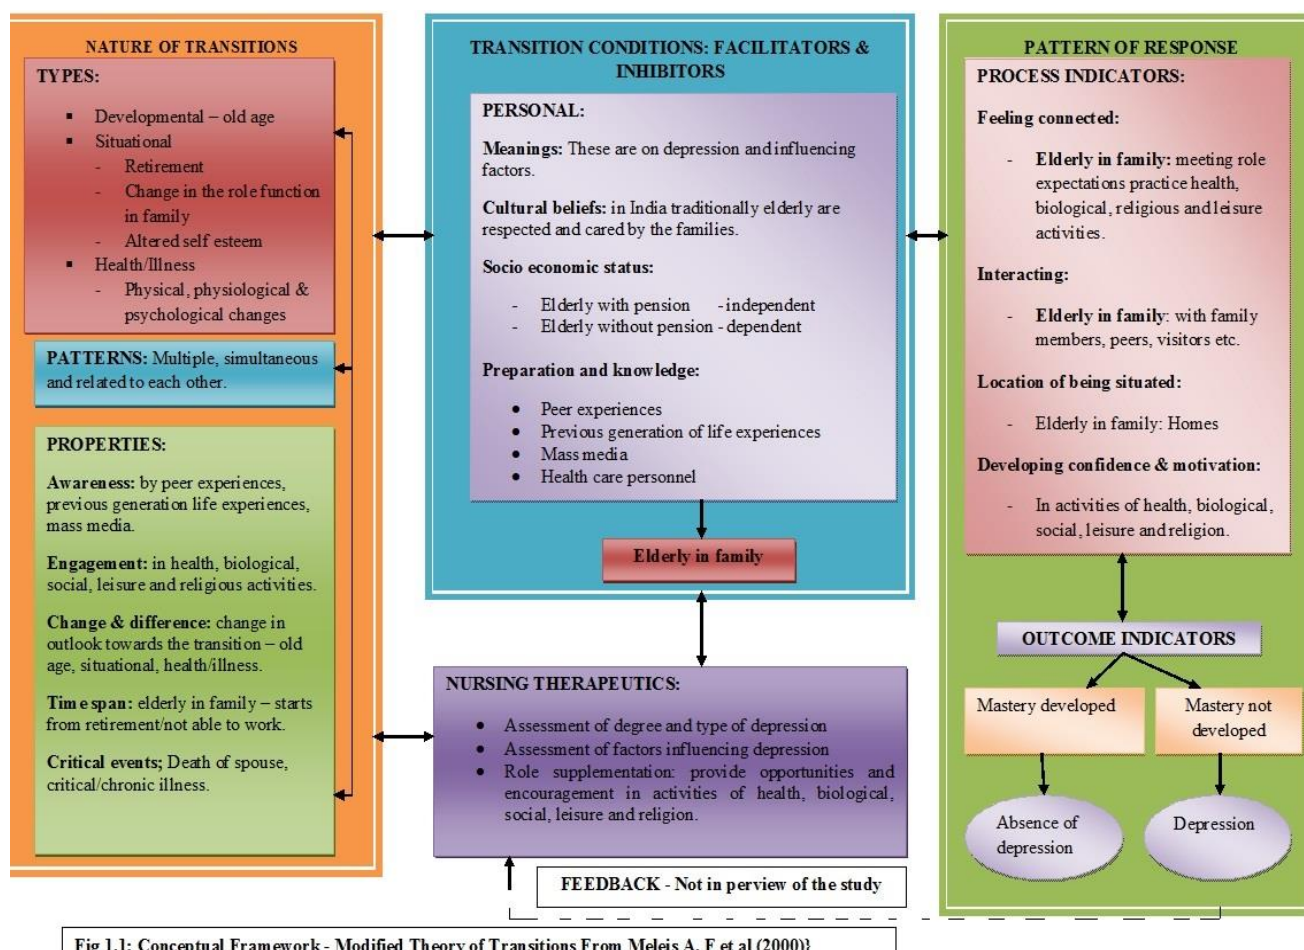 NATURE OF TRANSITIONS
TYPES:
▪ Developmental – old age
▪ Situational
- Retirement
- Change in the role function
in family
- Altered self esteem
▪ Health/Illness
- Physical, physiological &
psychological changes
PATTERNS: Multiple, simultaneous
and related to each other.
PROPERTIES:
Awareness: by peer experiences,
previous generation life experiences,
mass media.
Engagement: in health, biological,
social, leisure and religious activities.
Change & difference: change in
outlook towards the transition – old
age, situational, health/illness.
Time span: elderly in family – starts
from retirement/not able to work.
Critical events; Death of spouse,
critical/chronic illness.
TRANSITION CONDITIONS: FACILITATORS &
INHIBITORS
PERSONAL:
Meanings: These are on depression and influencing
factors.
Cultural beliefs: in India traditionally elderly are
respected and cared by the families.
Socio economic status:
- Elderly with pension - independent
- Elderly without pension - dependent
Preparation and knowledge:
• Peer experiences
• Previous generation of life experiences
• Mass media
• Health care personnel
Elderly in family
NURSING THERAPEUTICS:
• Assessment of degree and type of depression
• Assessment of factors influencing depression
• Role supplementation: provide opportunities and
encouragement in activities of health, biological,
social, leisure and religion.
PATTERN OF RESPONSE
PROCESS INDICATORS:
Feeling connected:
- Elderly in family: meeting role
expectations practice health,
biological, religious and leisure
activities.
Interacting:
- Elderly in family: with family
members, peers, visitors etc.
Location of being situated:
- Elderly in family: Homes
Developing confidence & motivation:
- In activities of health, biological,
social, leisure and religion.
OUTCOME INDICATORS
Mastery developed
Mastery not
developed
Absence of
depression
Depression
FEEDBACK - Not in perview of the study
Fig 1.1: Conceptual Framework - Modified Theory of Transitions From Meleis A. F et al (2000)}